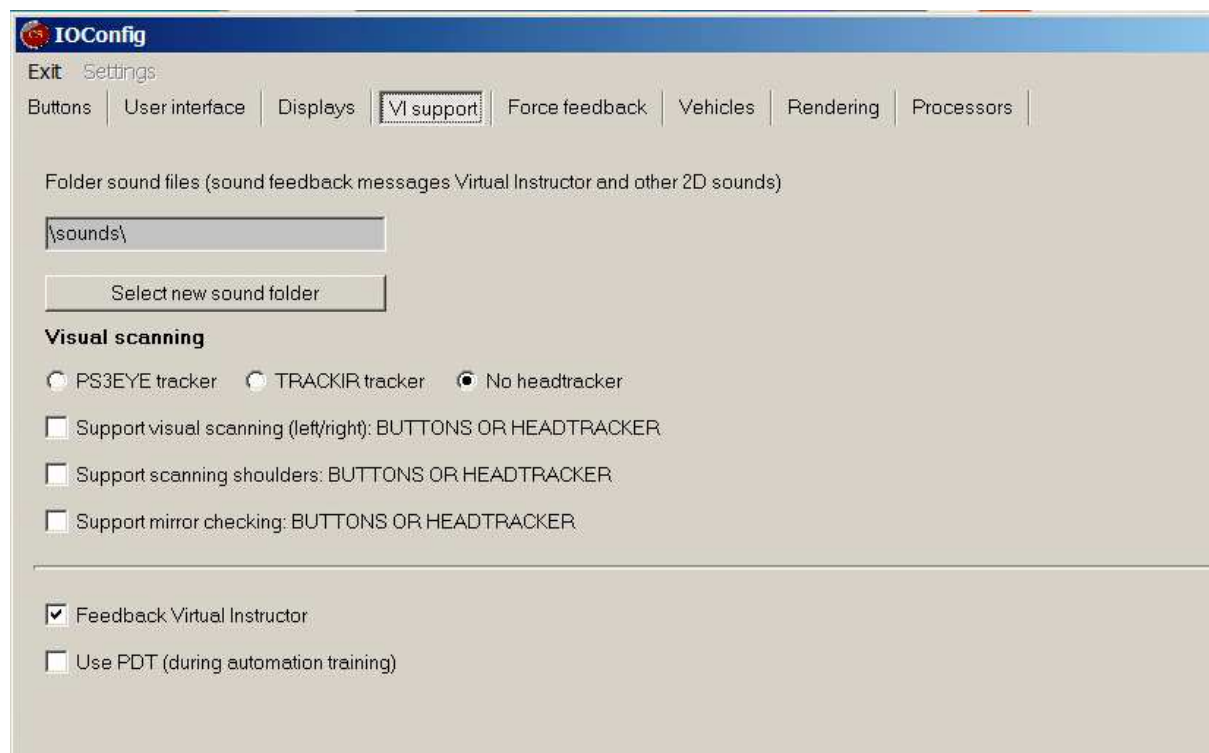 IOConfig
Exit Settings
Buttons User interface Displays VI support Force feedback Vehicles Rendering Processors
Folder sound files (sound feedback messages Virtual Instructor and other 2D sounds)
\sounds\
Select new sound folder
Visual scanning
PS3EYE tracker TRACKIR tracker No headtracker
Support visual scanning (left/right): BUTTONS OR HEADTRACKER
Support scanning shoulders: BUTTONS OR HEADTRACKER
Support mirror checking: BUTTONS OR HEADTRACKER
Feedback Virtual Instructor
Use PDT (during automation training)